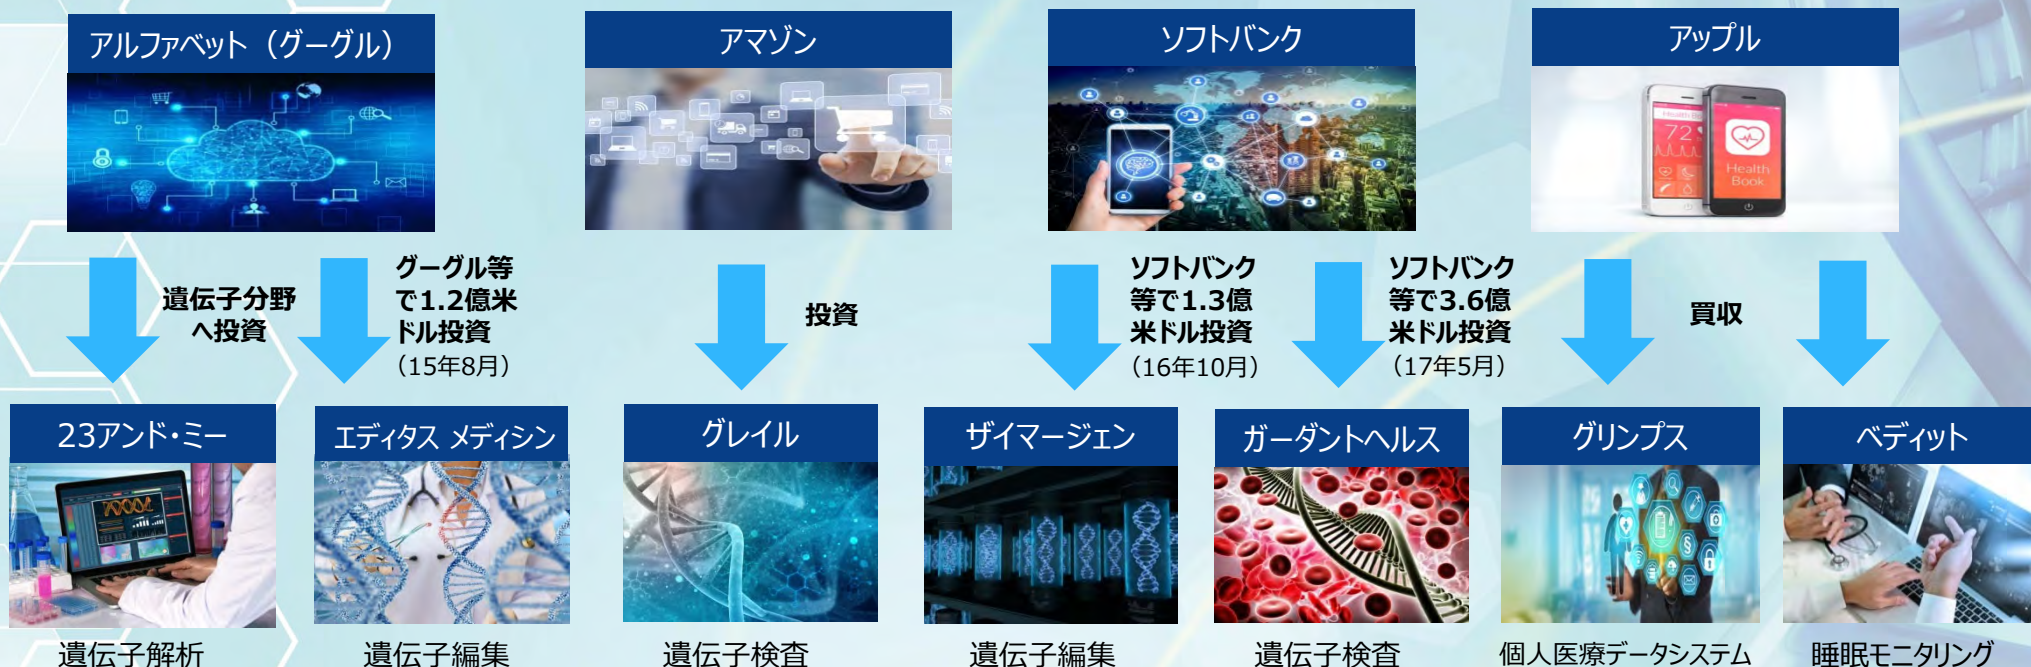 アルファベット（グーグル）
アマゾン
ソフトバンク
アップル
Health Book
72
Health
Book
遺伝子分野
へ投資
グーグル等
で1.2億米
ドル投資
（15年8月）
投資
ソフトバンク
等で1.3億
米ドル投資
（16年10月）
ソフトバンク
等で3.6億
米ドル投資
（17年5月）
買収
23アンド・ミー
エディタス メディシン
グレイル
ザイマージェン
ガーダントヘルス
グリンプス
ベディット
遺伝子解析
遺伝子編集
遺伝子検査
遺伝子編集
遺伝子検査
個人医療データシステム
睡眠モニタリング